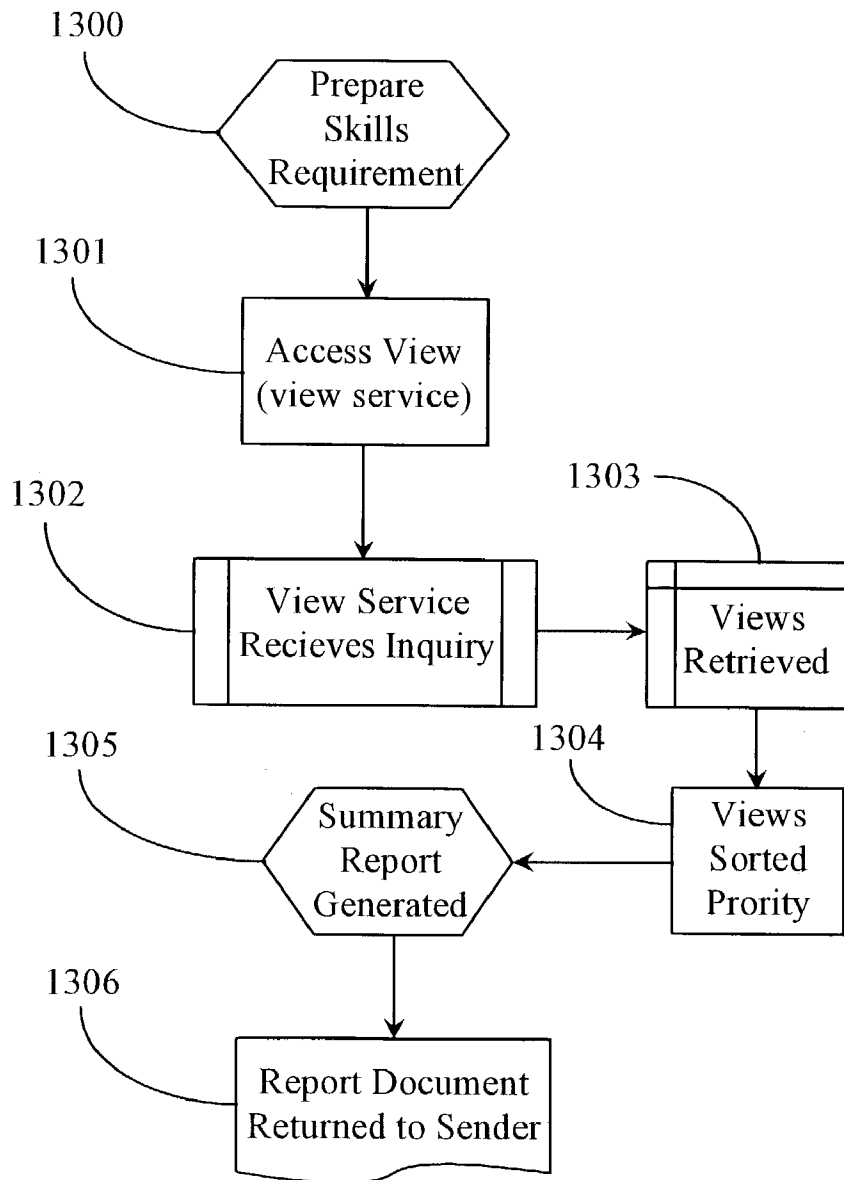 1300
Prepare
Skills
Requirement
1301
Access View
(view service)
1302
View Service
Recieves Inquiry
1303
Views
Retrieved
1304
Views
Sorted
Prority
1305
Summary
Report
Generated
1306
Report Document
Returned to Sender